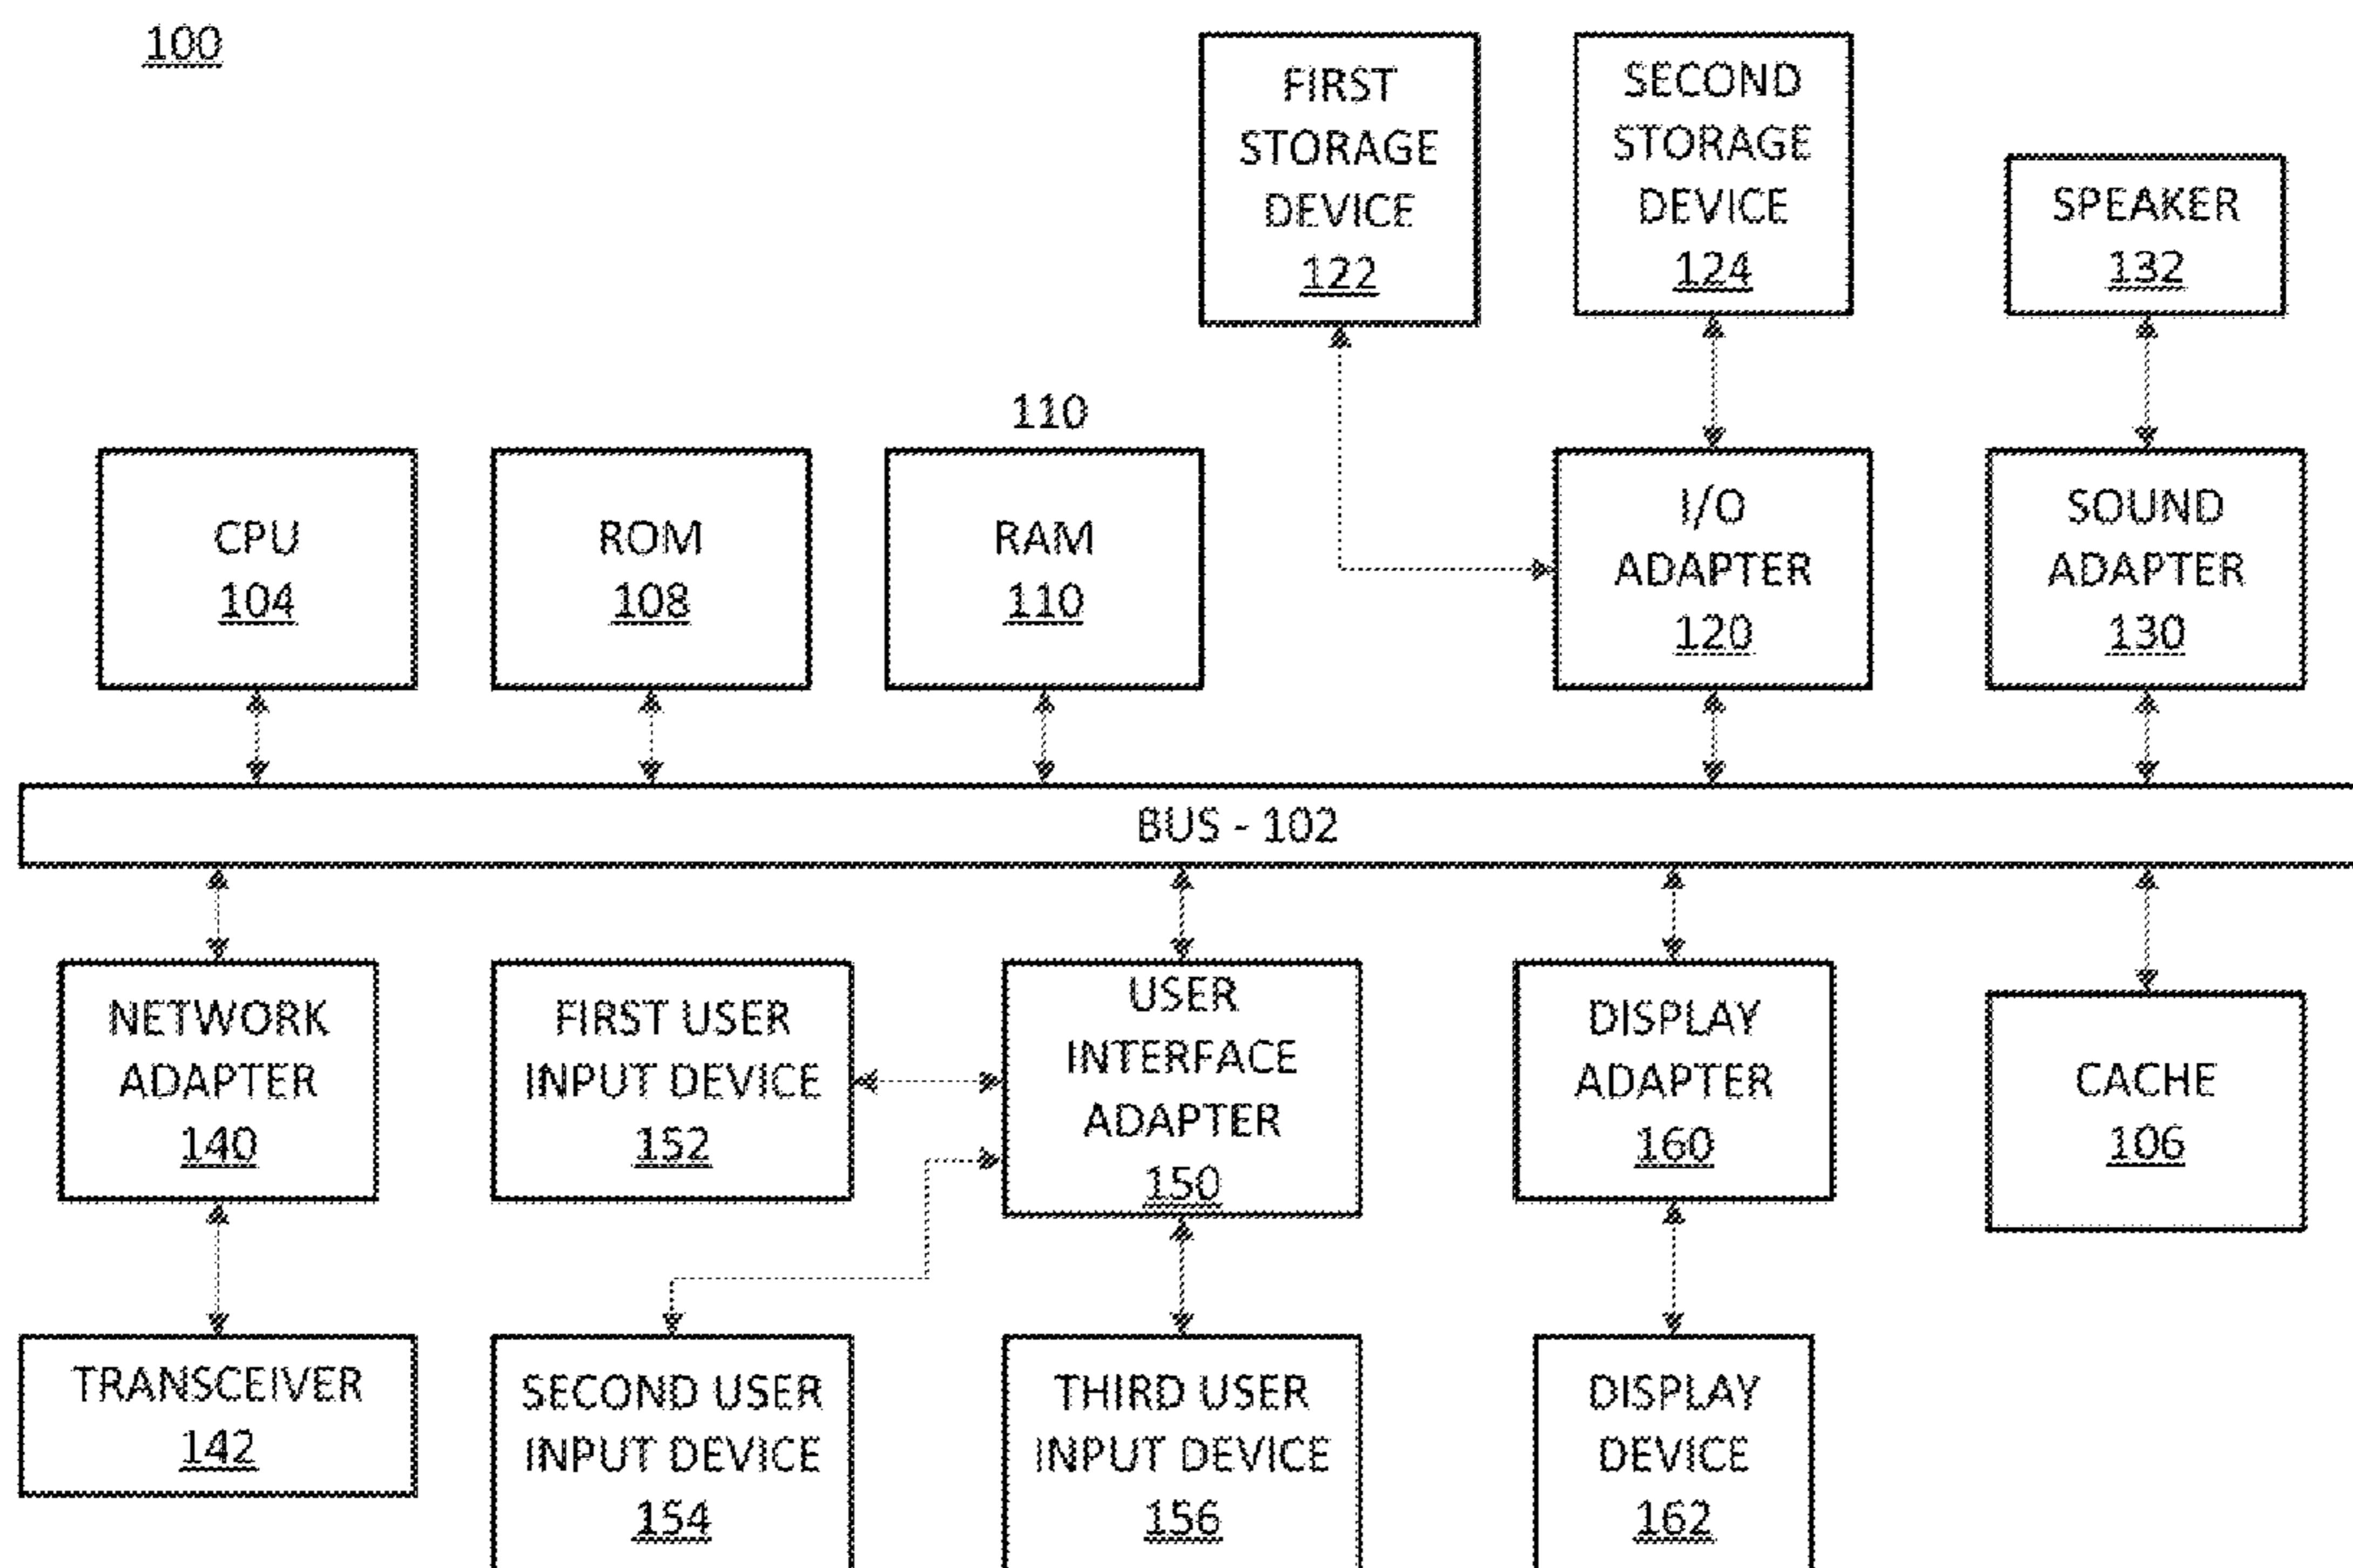 100
FIRST
STORAGE
DEVICE
122
SECOND
STORAGE
DEVICE
124
SPEAKER
132
110
CPU
104
ROM
108
RAM
110
I/O
ADAPTER
120
SOUND
ADAPTER
130
BUS - 102
NETWORK
ADAPTER
140
FIRST USER
INPUT DEVICE
152
USER
INTERFACE
ADAPTER
150
DISPLAY
ADAPTER
160
CACHE
106
TRANSCEIVER
142
SECOND USER
INPUT DEVICE
154
THIRD USER
INPUT DEVICE
156
DISPLAY
DEVICE
162